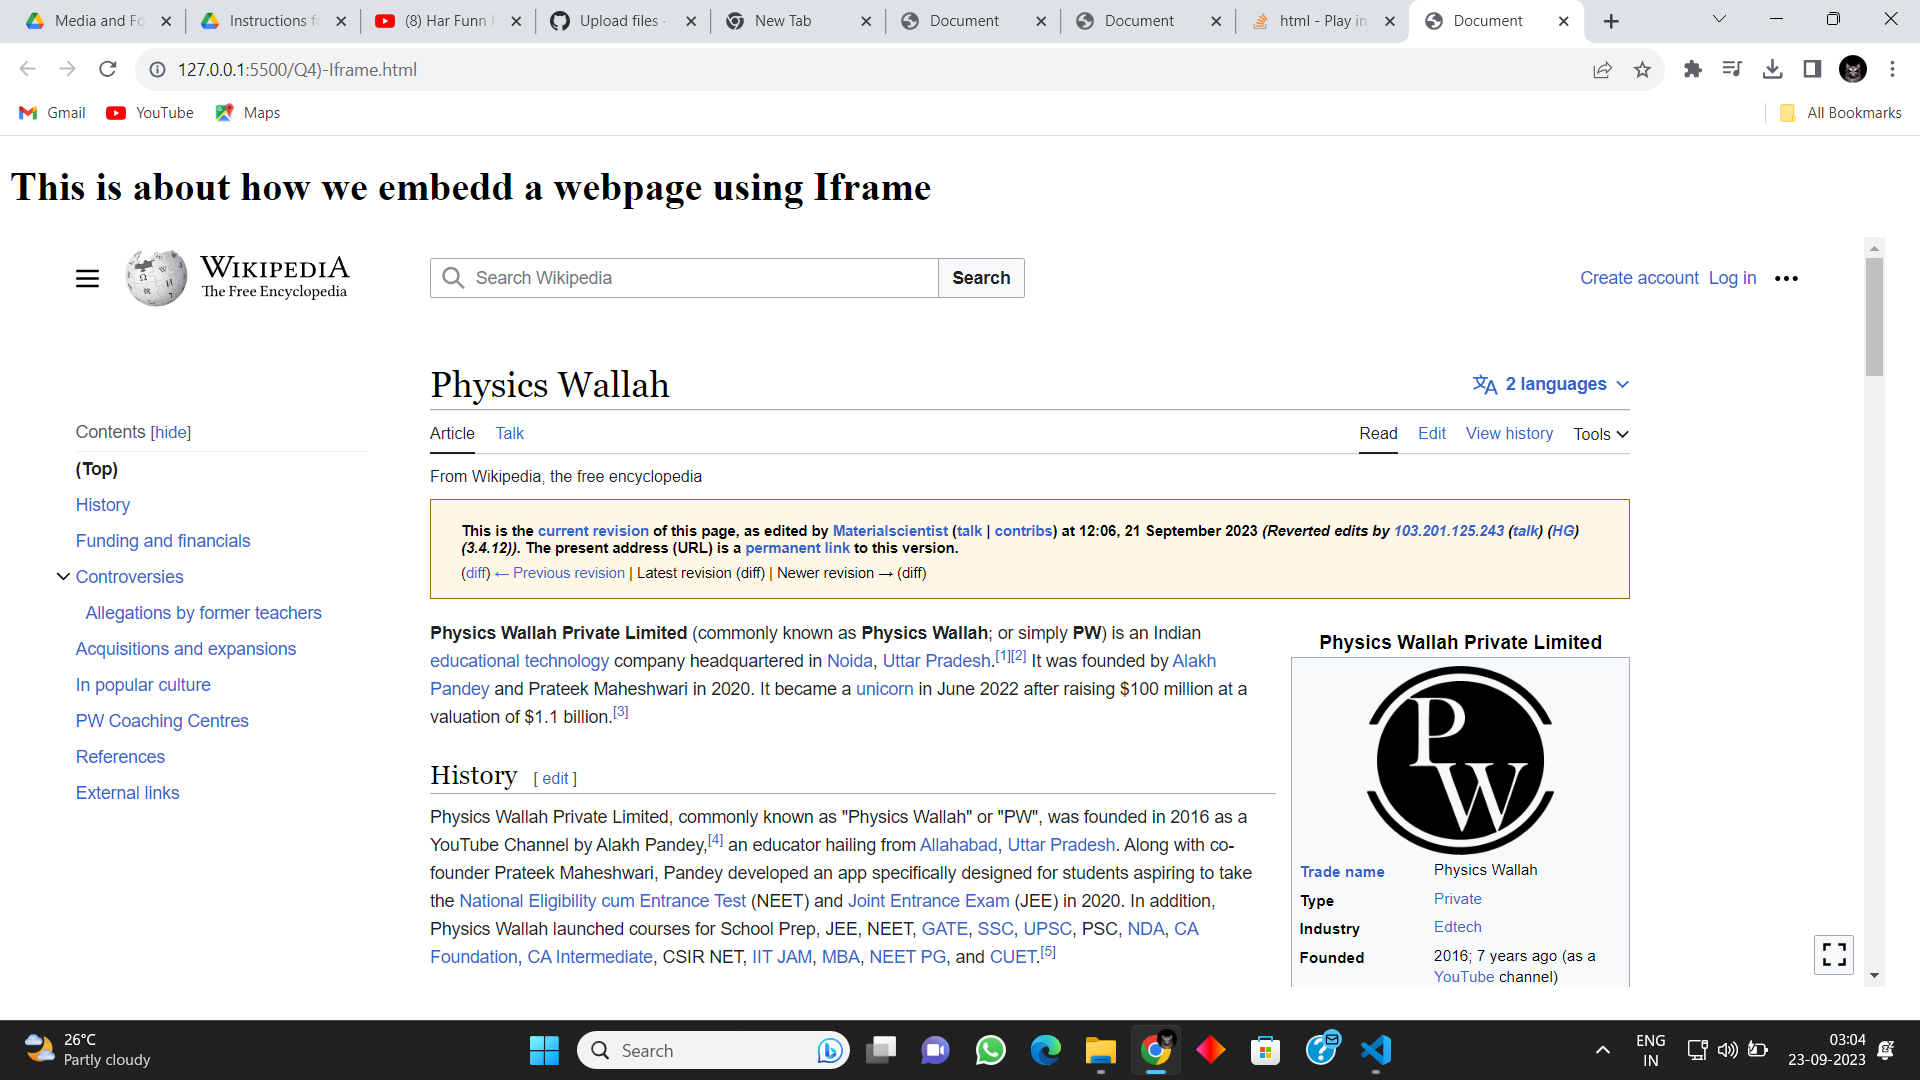 Media and Fo
Instructions fo
(8) Har Funn M
Upload files ·
New Tab
Document
Document
html - Play in
Document
127.0.0.1:5500/Q4)-Iframe.html
Gmail
YouTube
Maps
All Bookmarks
This is about how we embedd a webpage using Iframe
WIKIPEDIA
The Free Encyclopedia
Search Wikipedia
Search
Create account
Log in
Physics Wallah
2 languages
Contents [hide]
(Top)
History
Funding and financials
Controversies
Allegations by former teachers
Acquisitions and expansions
In popular culture
PW Coaching Centres
References
External links
Article
Talk
Read
Edit
View history
Tools
From Wikipedia, the free encyclopedia
This is the current revision of this page, as edited by Materialscientist (talk | contribs) at 12:06, 21 September 2023 (Reverted edits by 103.201.125.243 (talk) (HG)
(3.4.12)). The present address (URL) is a permanent link to this version.
(diff) ← Previous revision | Latest revision (diff) | Newer revision → (diff)
Physics Wallah Private Limited (commonly known as Physics Wallah; or simply PW) is an Indian
educational technology company headquartered in Noida, Uttar Pradesh.[1][2] It was founded by Alakh
Pandey and Prateek Maheshwari in 2020. It became a unicorn in June 2022 after raising $100 million at a
valuation of $1.1 billion.[3]
History [ edit ]
Physics Wallah Private Limited, commonly known as "Physics Wallah" or "PW", was founded in 2016 as a
YouTube Channel by Alakh Pandey,[4] an educator hailing from Allahabad, Uttar Pradesh. Along with co-
founder Prateek Maheshwari, Pandey developed an app specifically designed for students aspiring to take
the National Eligibility cum Entrance Test (NEET) and Joint Entrance Exam (JEE) in 2020. In addition,
Physics Wallah launched courses for School Prep, JEE, NEET, GATE, SSC, UPSC, PSC, NDA, CA
Foundation, CA Intermediate, CSIR NET, IIT JAM, MBA, NEET PG, and CUET.[5]
Physics Wallah Private Limited
P
W
Trade name Physics Wallah
Type Private
Industry Edtech
Founded 2016; 7 years ago (as a
YouTube channel)
26°C
Partly cloudy
Search
ENG
IN
03:04
23-09-2023